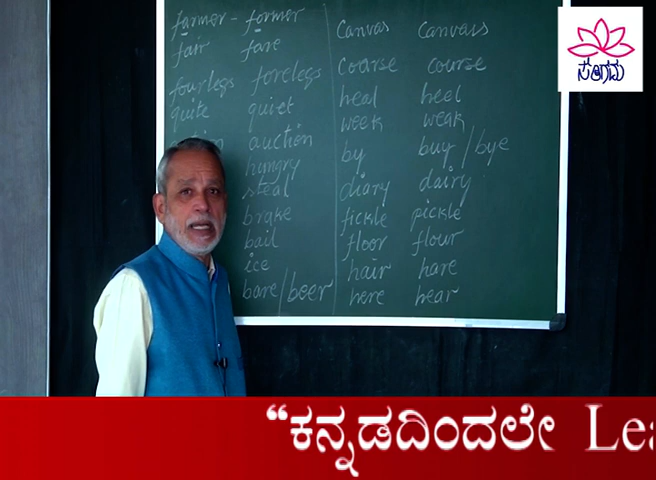 farmer - former
fair fare
fourlegs forelegs
quite quiet
auction
hungry
steal
brake
bail
ice
bare/beer
Canvas Canvass
Coarse course
heal heel
week weak
by buy/bye
diary dairy
fickle pickle
floor flour
hair hare
here hear
“ಕನ್ನಡದಿಂದಲೇ Lea